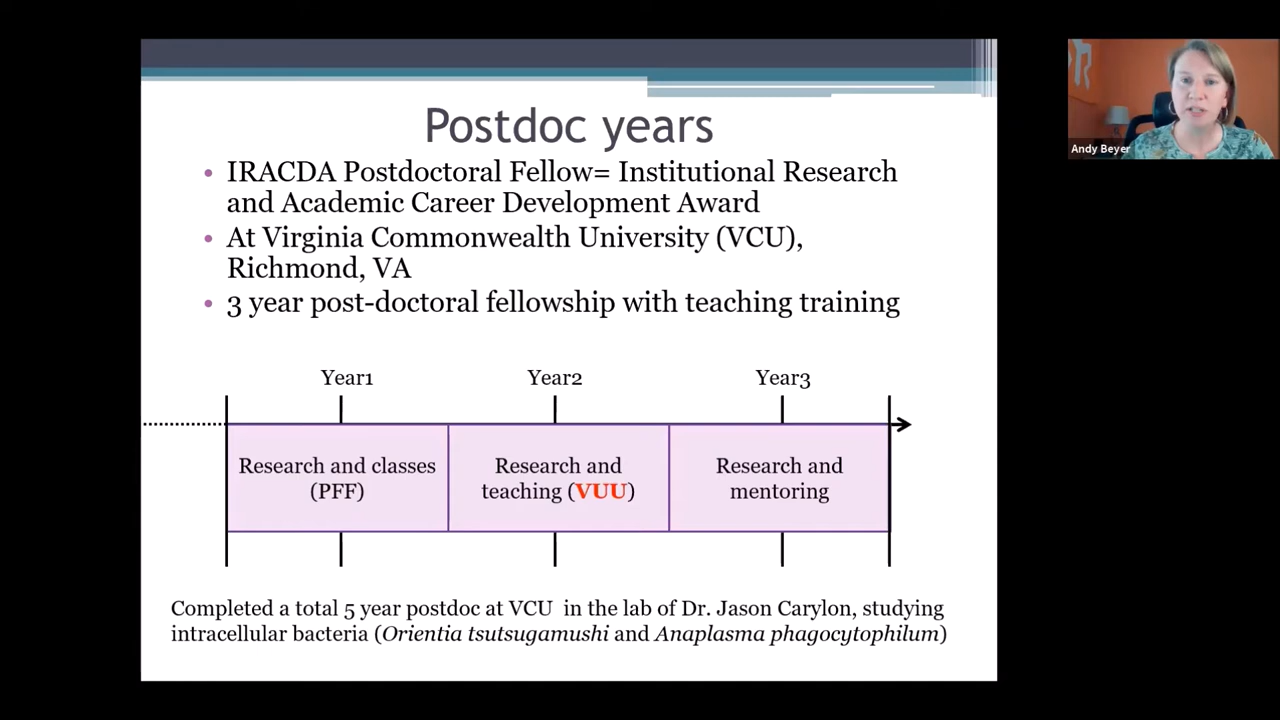 Postdoc years
• IRACDA Postdoctoral Fellow= Institutional Research
and Academic Career Development Award
• At Virginia Commonwealth University (VCU),
Richmond, VA
• 3 year post-doctoral fellowship with teaching training
Year1
Year2
Year3
Research and classes
(PFF)
Research and
teaching (VUU)
Research and
mentoring
Completed a total 5 year postdoc at VCU in the lab of Dr. Jason Carylon, studying
intracellular bacteria (Orientia tsutsugamushi and Anaplasma phagocytophilum)
Andy Beyer